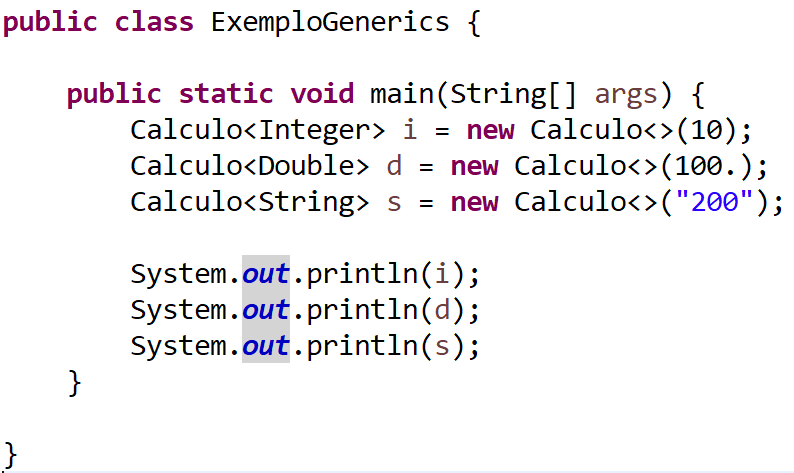 public class ExemploGenerics {
public static void main(String[] args) {
Calculo<Integer> i = new Calculo<>(10);
Calculo<Double> d = new Calculo<>(100.);
Calculo<String> s = new Calculo<>("200");
System.out.println(i);
System.out.println(d);
System.out.println(s);
}
}